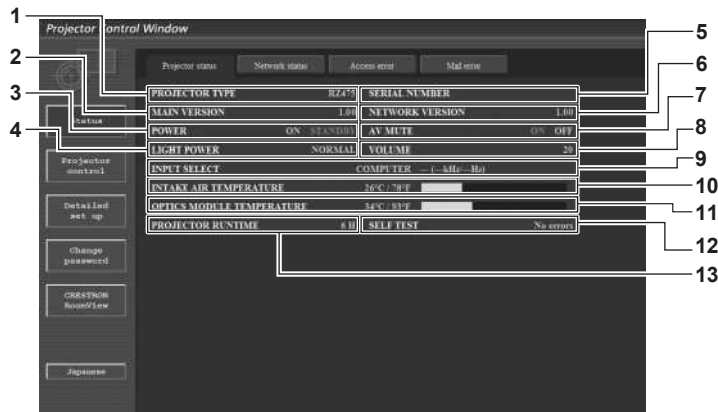 Projector Control Window
1
2
3
4
5
6
7
8
9
10
11
12
13
Projector status Network status Access error Mail error
Status
Projector
control
Detailed
set up
Change
password
CRESTRON
RoomView
Japanese
PROJECTOR TYPE RZ475 SERIAL NUMBER
MAIN VERSION 1.00 NETWORK VERSION 1.00
POWER ON STANDBY AV MUTE ON OFF
LIGHT POWER NORMAL VOLUME 20
INPUT SELECT COMPUTER --- (---kHz/---Hz)
INTAKE AIR TEMPERATURE 26°C / 78°F
OPTICS MODULE TEMPERATURE 34°C / 93°F
PROJECTOR RUNTIME 6 H SELF TEST No errors